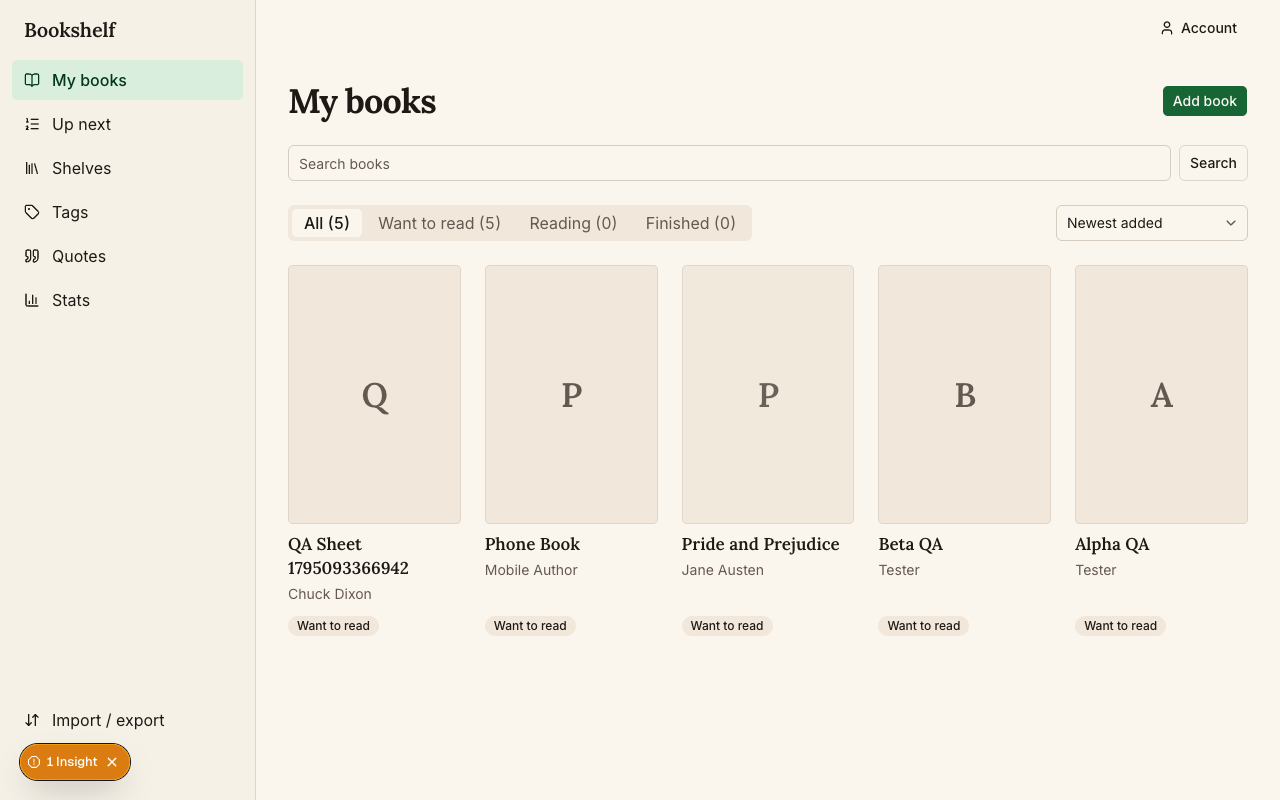 Bookshelf
My books
Up next
Shelves
Tags
Quotes
Stats
Import / export
1 Insight
Account
My books
Add book
Search books
Search
All (5)
Want to read (5)
Reading (0)
Finished (0)
Newest added
Q
P
P
B
A
QA Sheet
1795093366942
Chuck Dixon
Want to read
Phone Book
Mobile Author
Want to read
Pride and Prejudice
Jane Austen
Want to read
Beta QA
Tester
Want to read
Alpha QA
Tester
Want to read